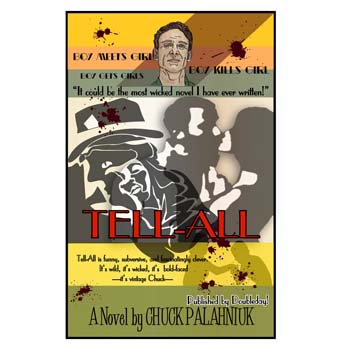 BOY MEETS GIRL
BOY GETS GIRLS
BOY KILLS GIRL
"It could be the most wicked novel I have ever written!"
TELL-ALL
Tell-All is funny, subversive, and fascinatingly clever.
It's wild, it's wicked, it's bold-faced
—it's vintage Chuck—
Published by Doubleday!
A Novel by CHUCK PALAHNIUK